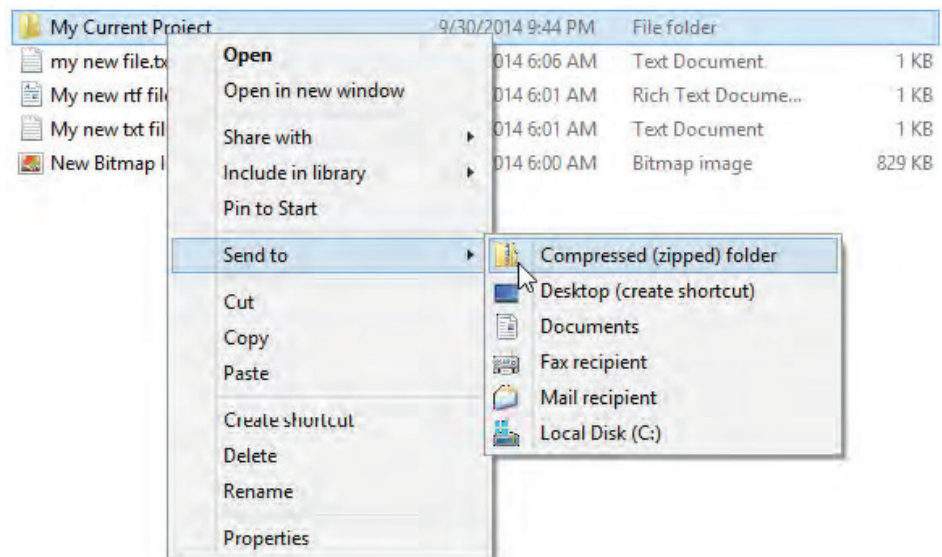 My Current Project 9/30/2014 9:44 PM File folder
my new file.tx 014 6:06 AM Text Document 1 KB
My new rtf file 014 6:01 AM Rich Text Docume... 1 KB
My new txt fil 014 6:01 AM Text Document 1 KB
New Bitmap I 014 6:00 AM Bitmap image 829 KB
Open
Open in new window
Share with
Include in library
Pin to Start
Send to
Cut
Copy
Paste
Create shortcut
Delete
Rename
Properties
Compressed (zipped) folder
Desktop (create shortcut)
Documents
Fax recipient
Mail recipient
Local Disk (C:)